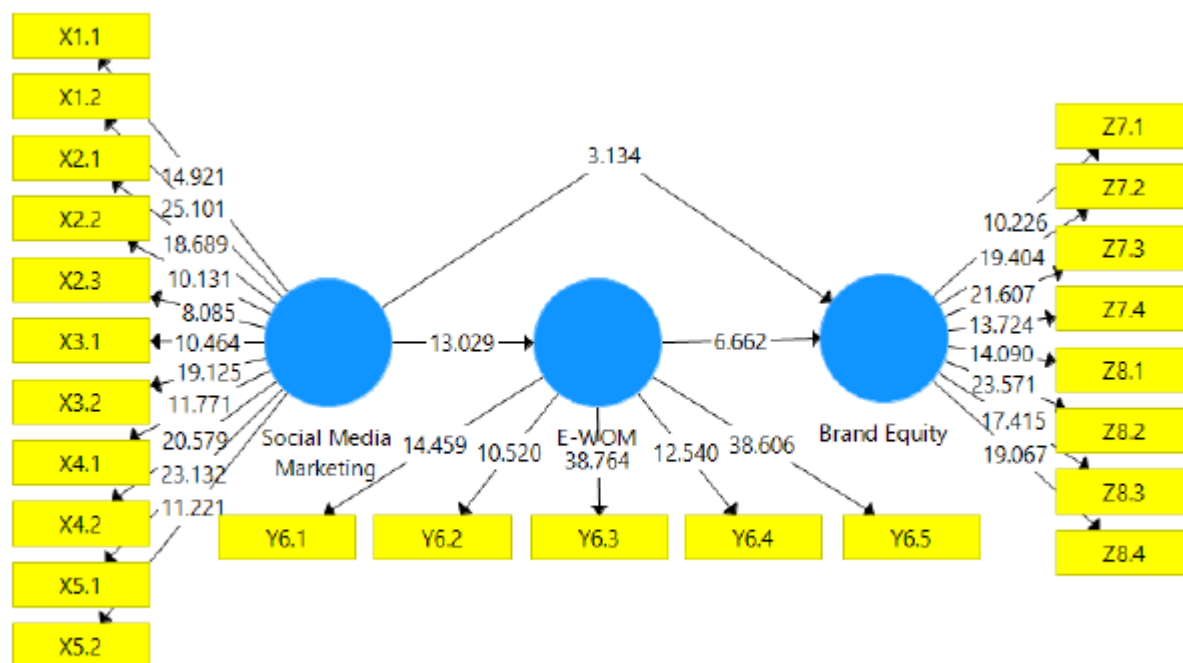 X1.1
X1.2
X2.1
X2.2
X2.3
X3.1
X3.2
X4.1
X4.2
X5.1
X5.2
14.921
25.101
18.689
10.131
8.085
10.464
19.125
11.771
20.579
23.132
11.221
Social Media
Marketing
3.134
13.029
6.662
E-WOM
14.459
10.520
38.764
12.540
38.606
Y6.1
Y6.2
Y6.3
Y6.4
Y6.5
Brand Equity
10.226
19.404
21.607
13.724
14.090
23.571
17.415
19.067
Z7.1
Z7.2
Z7.3
Z7.4
Z8.1
Z8.2
Z8.3
Z8.4